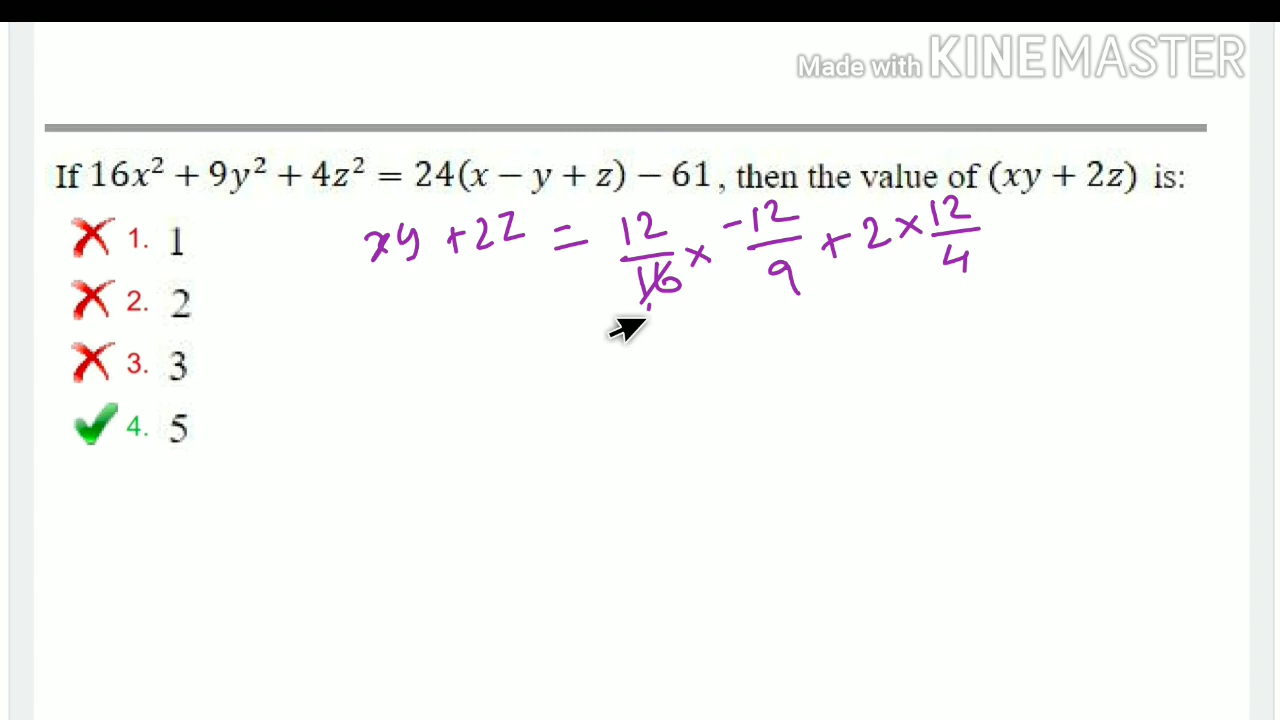 Made with KINEMASTER
If 16x² + 9y² + 4z² = 24(x − y + z) − 61, then the value of (xy + 2z) is:
xy + 2z = 12/16 × -12/9 + 2 × 12/4
1. 1
2. 2
3. 3
4. 5